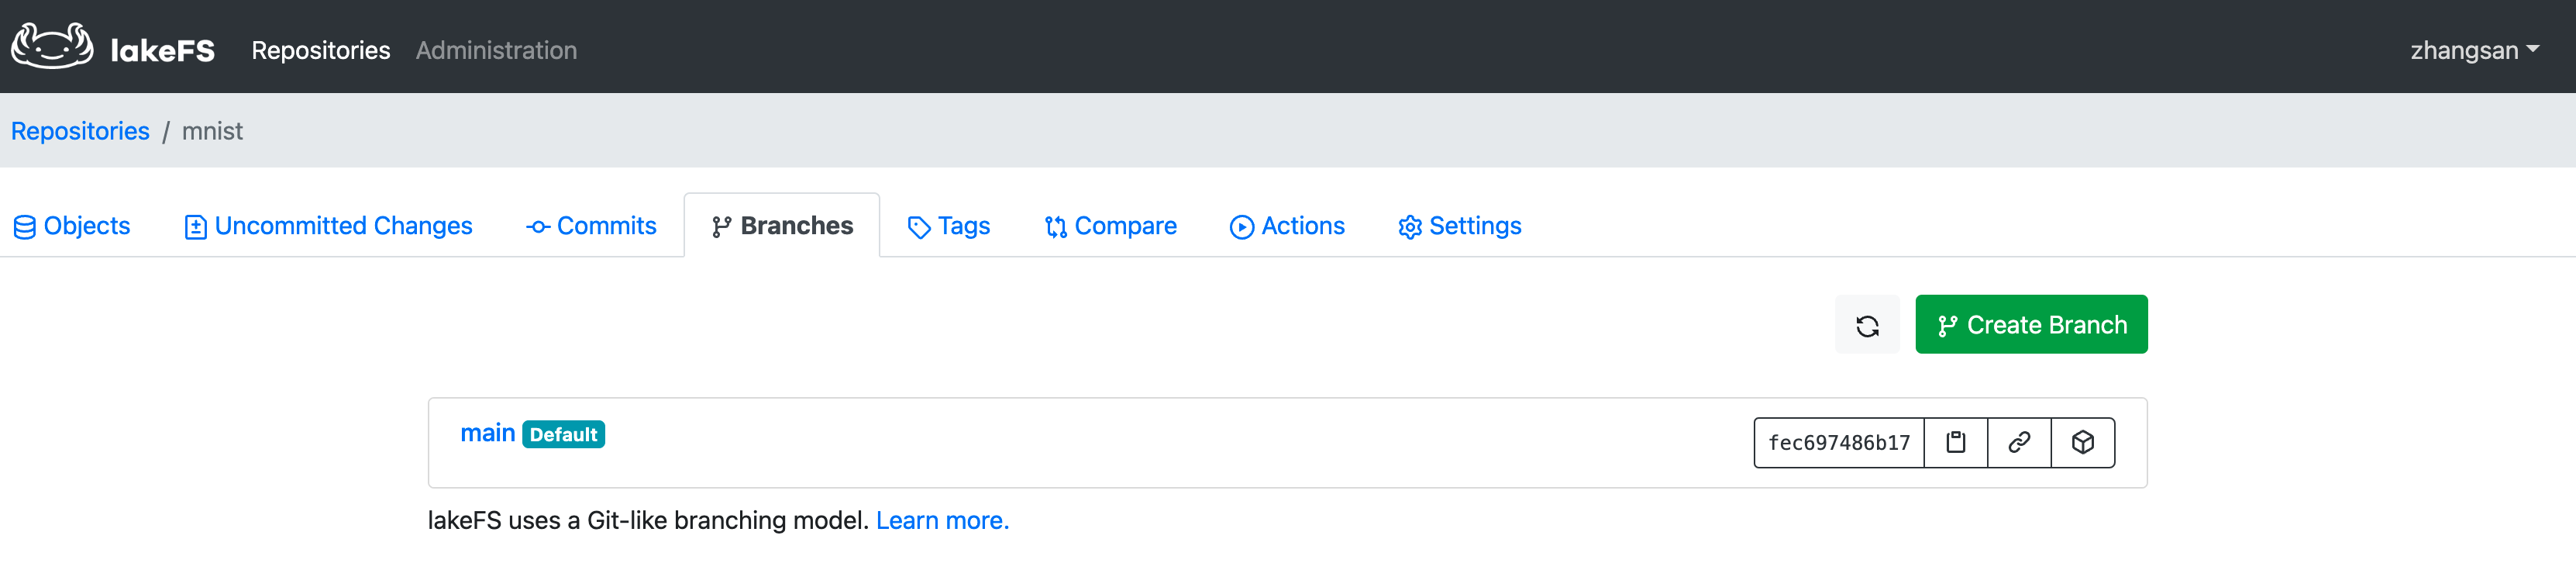 lakeFS Repositories Administration zhangsan
Repositories / mnist
Objects Uncommitted Changes Commits Branches Tags Compare Actions Settings
Create Branch
main Default fec697486b17
lakeFS uses a Git-like branching model. Learn more.